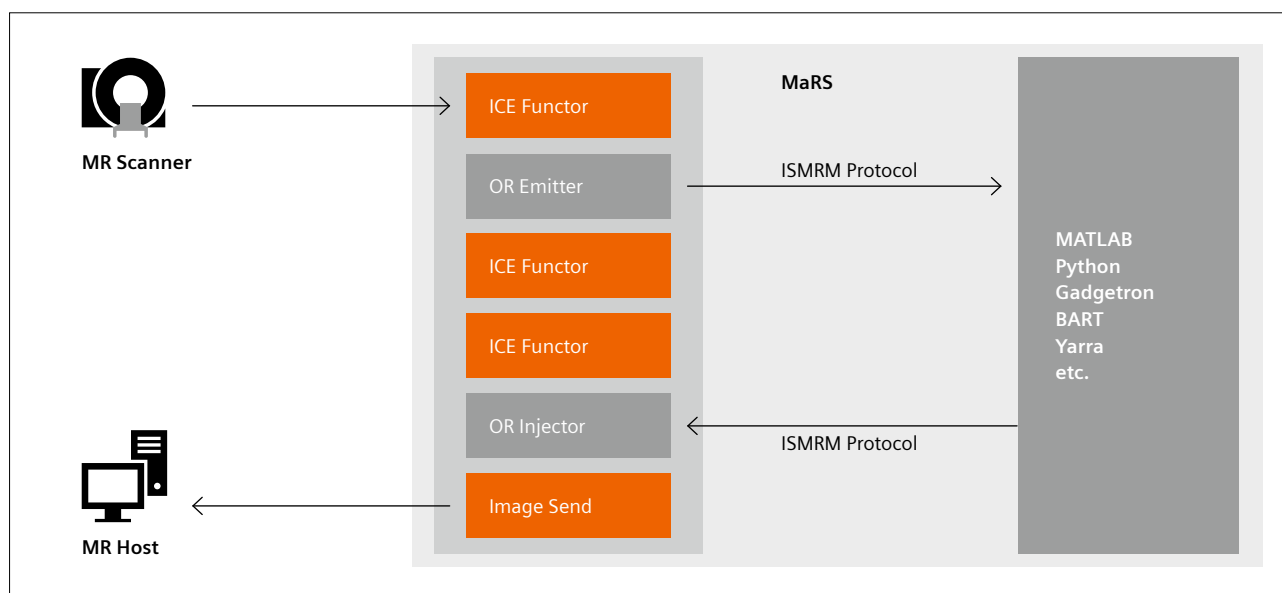 MaRS
MR Scanner
ICE Functor
OR Emitter
ISMRM Protocol
ICE Functor
ICE Functor
OR Injector
ISMRM Protocol
Image Send
MR Host
MATLAB
Python
Gadgetron
BART
Yarra
etc.